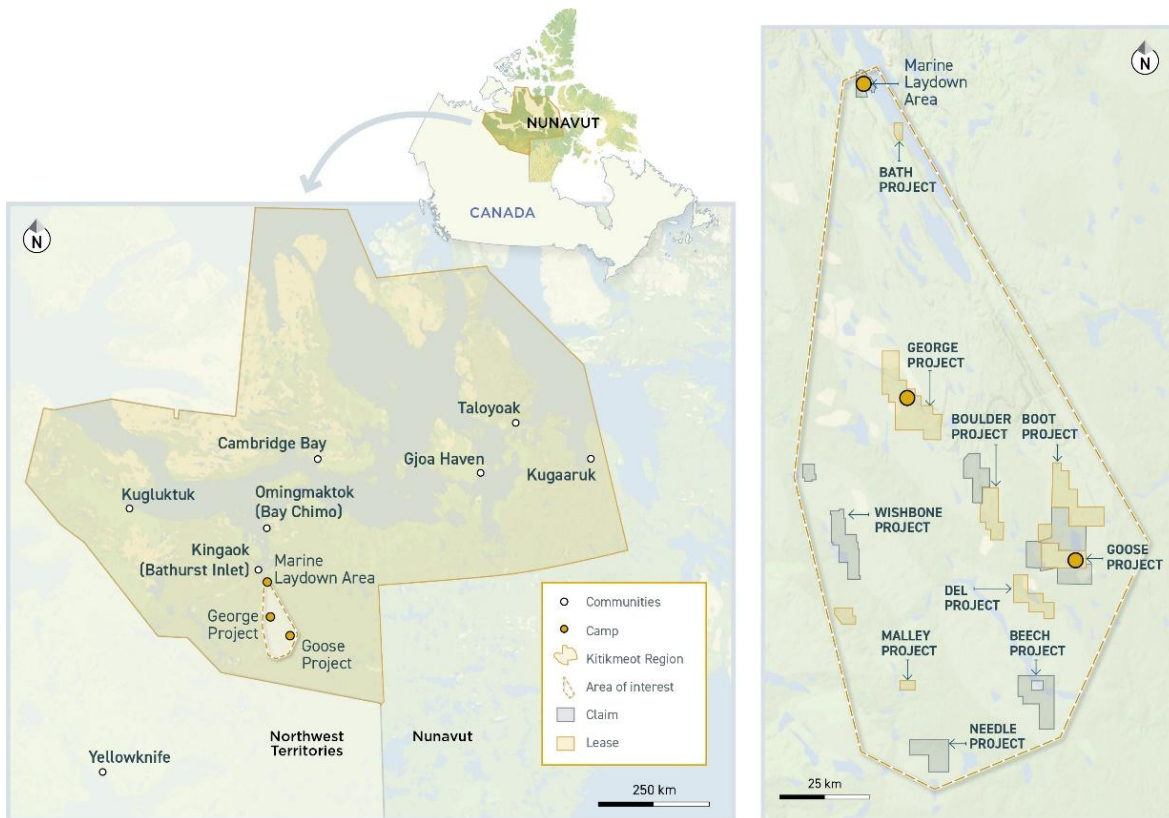 NUNAVUT
CANADA
N
Taloyoak
Cambridge Bay
Gjoa Haven
Kugaaruk
Kugluktuk
Omingmaktok
(Bay Chimo)
Kingaok
(Bathurst Inlet)
Marine
Laydown Area
George
Project
Goose
Project
Northwest
Territories
Nunavut
Yellowknife
Communities
Camp
Kitikmeot Region
Area of interest
Claim
Lease
250 km
N
Marine
Laydown
Area
BATH
PROJECT
GEORGE
PROJECT
BOULDER
PROJECT
BOOT
PROJECT
WISHBONE
PROJECT
GOOSE
PROJECT
DEL
PROJECT
MALLEY
PROJECT
BEECH
PROJECT
NEEDLE
PROJECT
25 km